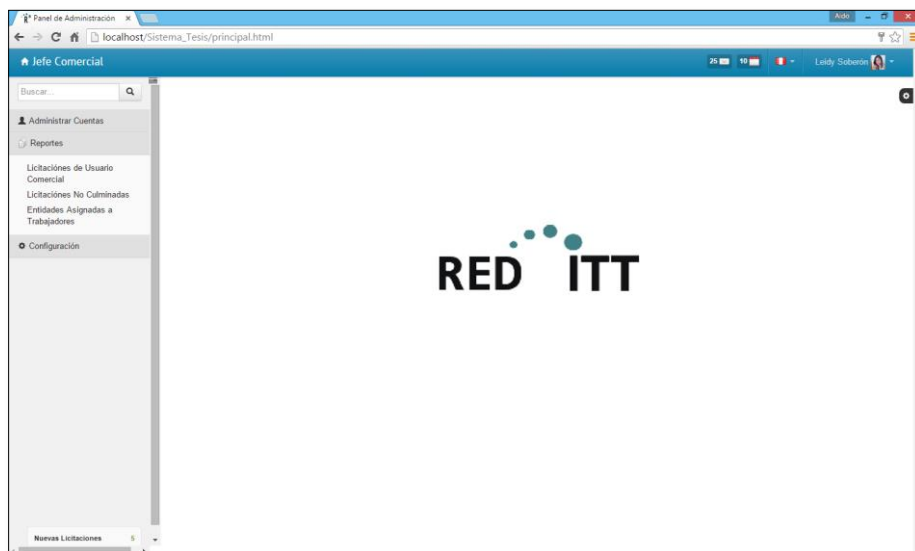 Panel de Administración
Aldo
localhost/Sistema_Tesis/principal.html
Jefe Comercial
25
10
Leidy Soberón
Buscar...
Administrar Cuentas
Reportes
Licitaciónes de Usuario
Comercial
Licitaciónes No Culminadas
Entidades Asignadas a
Trabajadores
Configuración
RED ITT
Nuevas Licitaciones 5